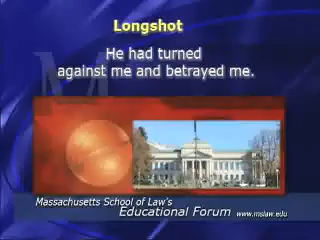 Longshot
He had turned
against me and betrayed me.
M
Massachusetts School of Law's
Educational Forum www.mslaw.edu